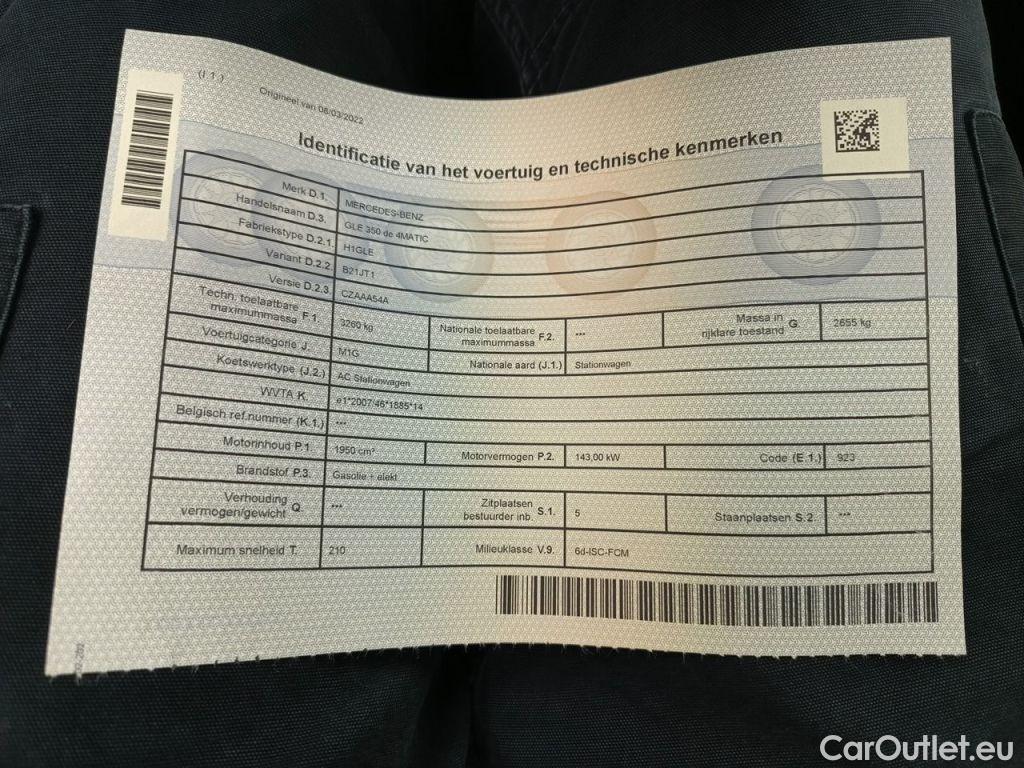 (I 1 )
Origineel van 08/03/2022
Identificatie van het voertuig en technische kenmerken
Merk D.1. MERCEDES-BENZ
Handelsnaam D.3. GLE 350 de 4MATIC
Fabriekstype D.2.1. H1GLE
Variant D.2.2. B21JT1
Versie D.2.3. CZAAA54A
Techn. toelaatbare maximummassa F.1. 3260 kg Nationale toelaatbare maximummassa F.2. *** Massa in rijklare toestand G. 2655 kg
Voertuigcategorie J. M1G Nationale aard (J.1.) Stationwagen
Koetswerktype (J.2.) AC Stationwagen
WVTA K. e1*2007/46*1885*14
Belgisch ref.nummer (K.1.) ***
Motorinhoud P.1. 1950 cm³ Motorvermogen P.2. 143,00 kW Code (E.1.) 923
Brandstof P.3. Gasolie + elekt
Verhouding vermogen/gewicht Q. *** Zitplaatsen bestuurder inb. S.1. 5 Staanplaatsen S.2. ***
Maximum snelheid T. 210 Milieuklasse V.9. 6d-ISC-FCM
CarOutlet.eu